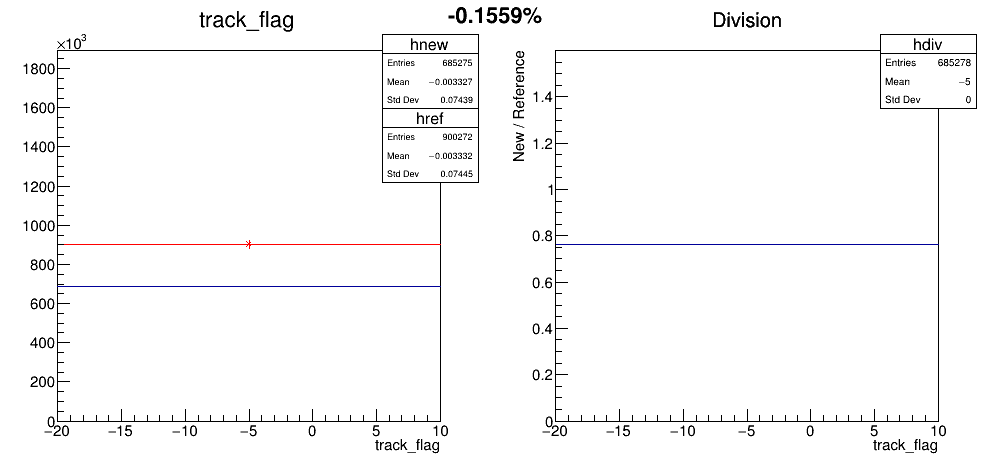 -0.1559%
track_flag
×10³
hnew
Entries 685275
Mean −0.003327
Std Dev 0.07439
href
Entries 900272
Mean −0.003332
Std Dev 0.07445
1800
1600
1400
1200
1000
800
600
400
200
0
−20 −15 −10 −5 0 5 10
track_flag
Division
hdiv
Entries 685278
Mean −5
Std Dev 0
New / Reference
1.4
1.2
1
0.8
0.6
0.4
0.2
0
−20 −15 −10 −5 0 5 10
track_flag